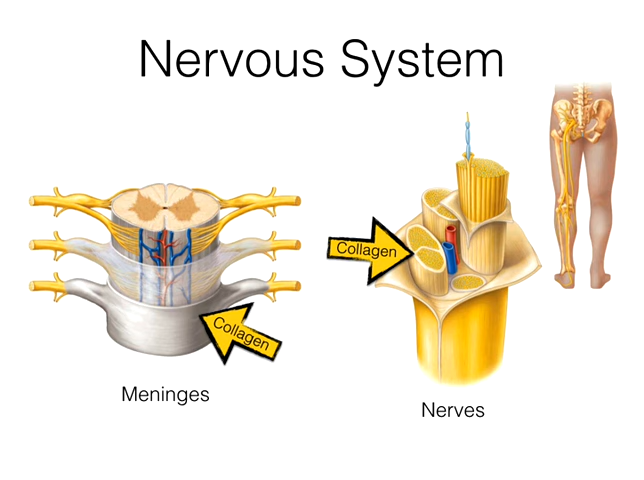 Nervous System
Collagen
Collagen
Meninges
Nerves